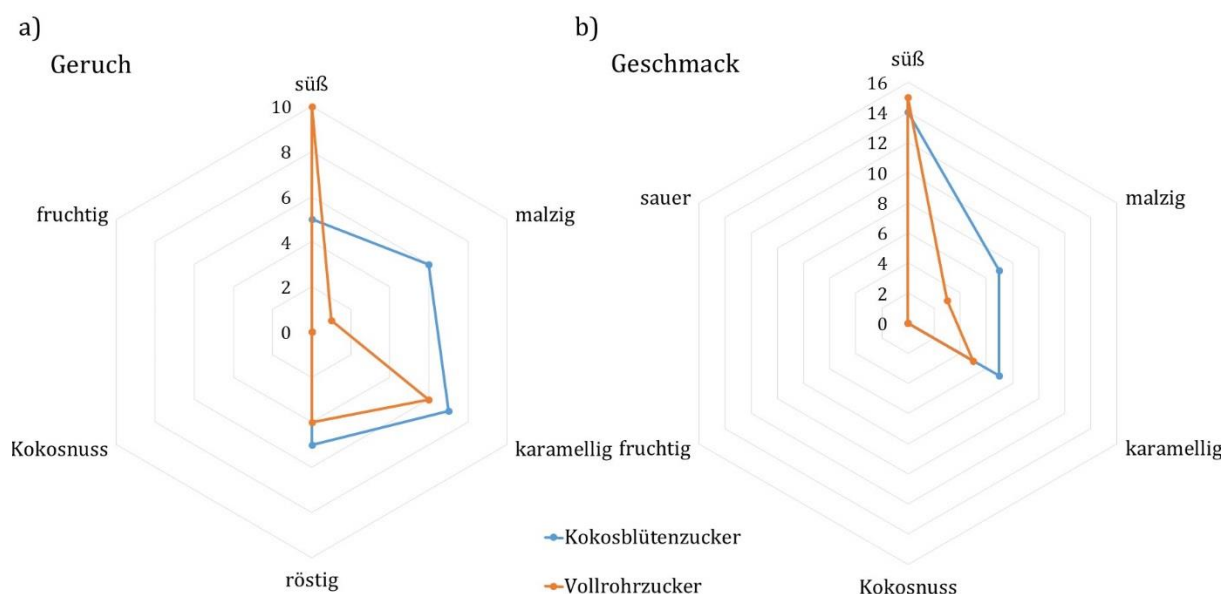 a)
Geruch
süß
10
8
6
4
2
0
malzig
karamellig
röstig
Kokosnuss
fruchtig
b)
Geschmack
süß
16
14
12
10
8
6
4
2
0
malzig
karamellig
Kokosnuss
fruchtig
sauer
Kokosblütenzucker
Vollrohrzucker